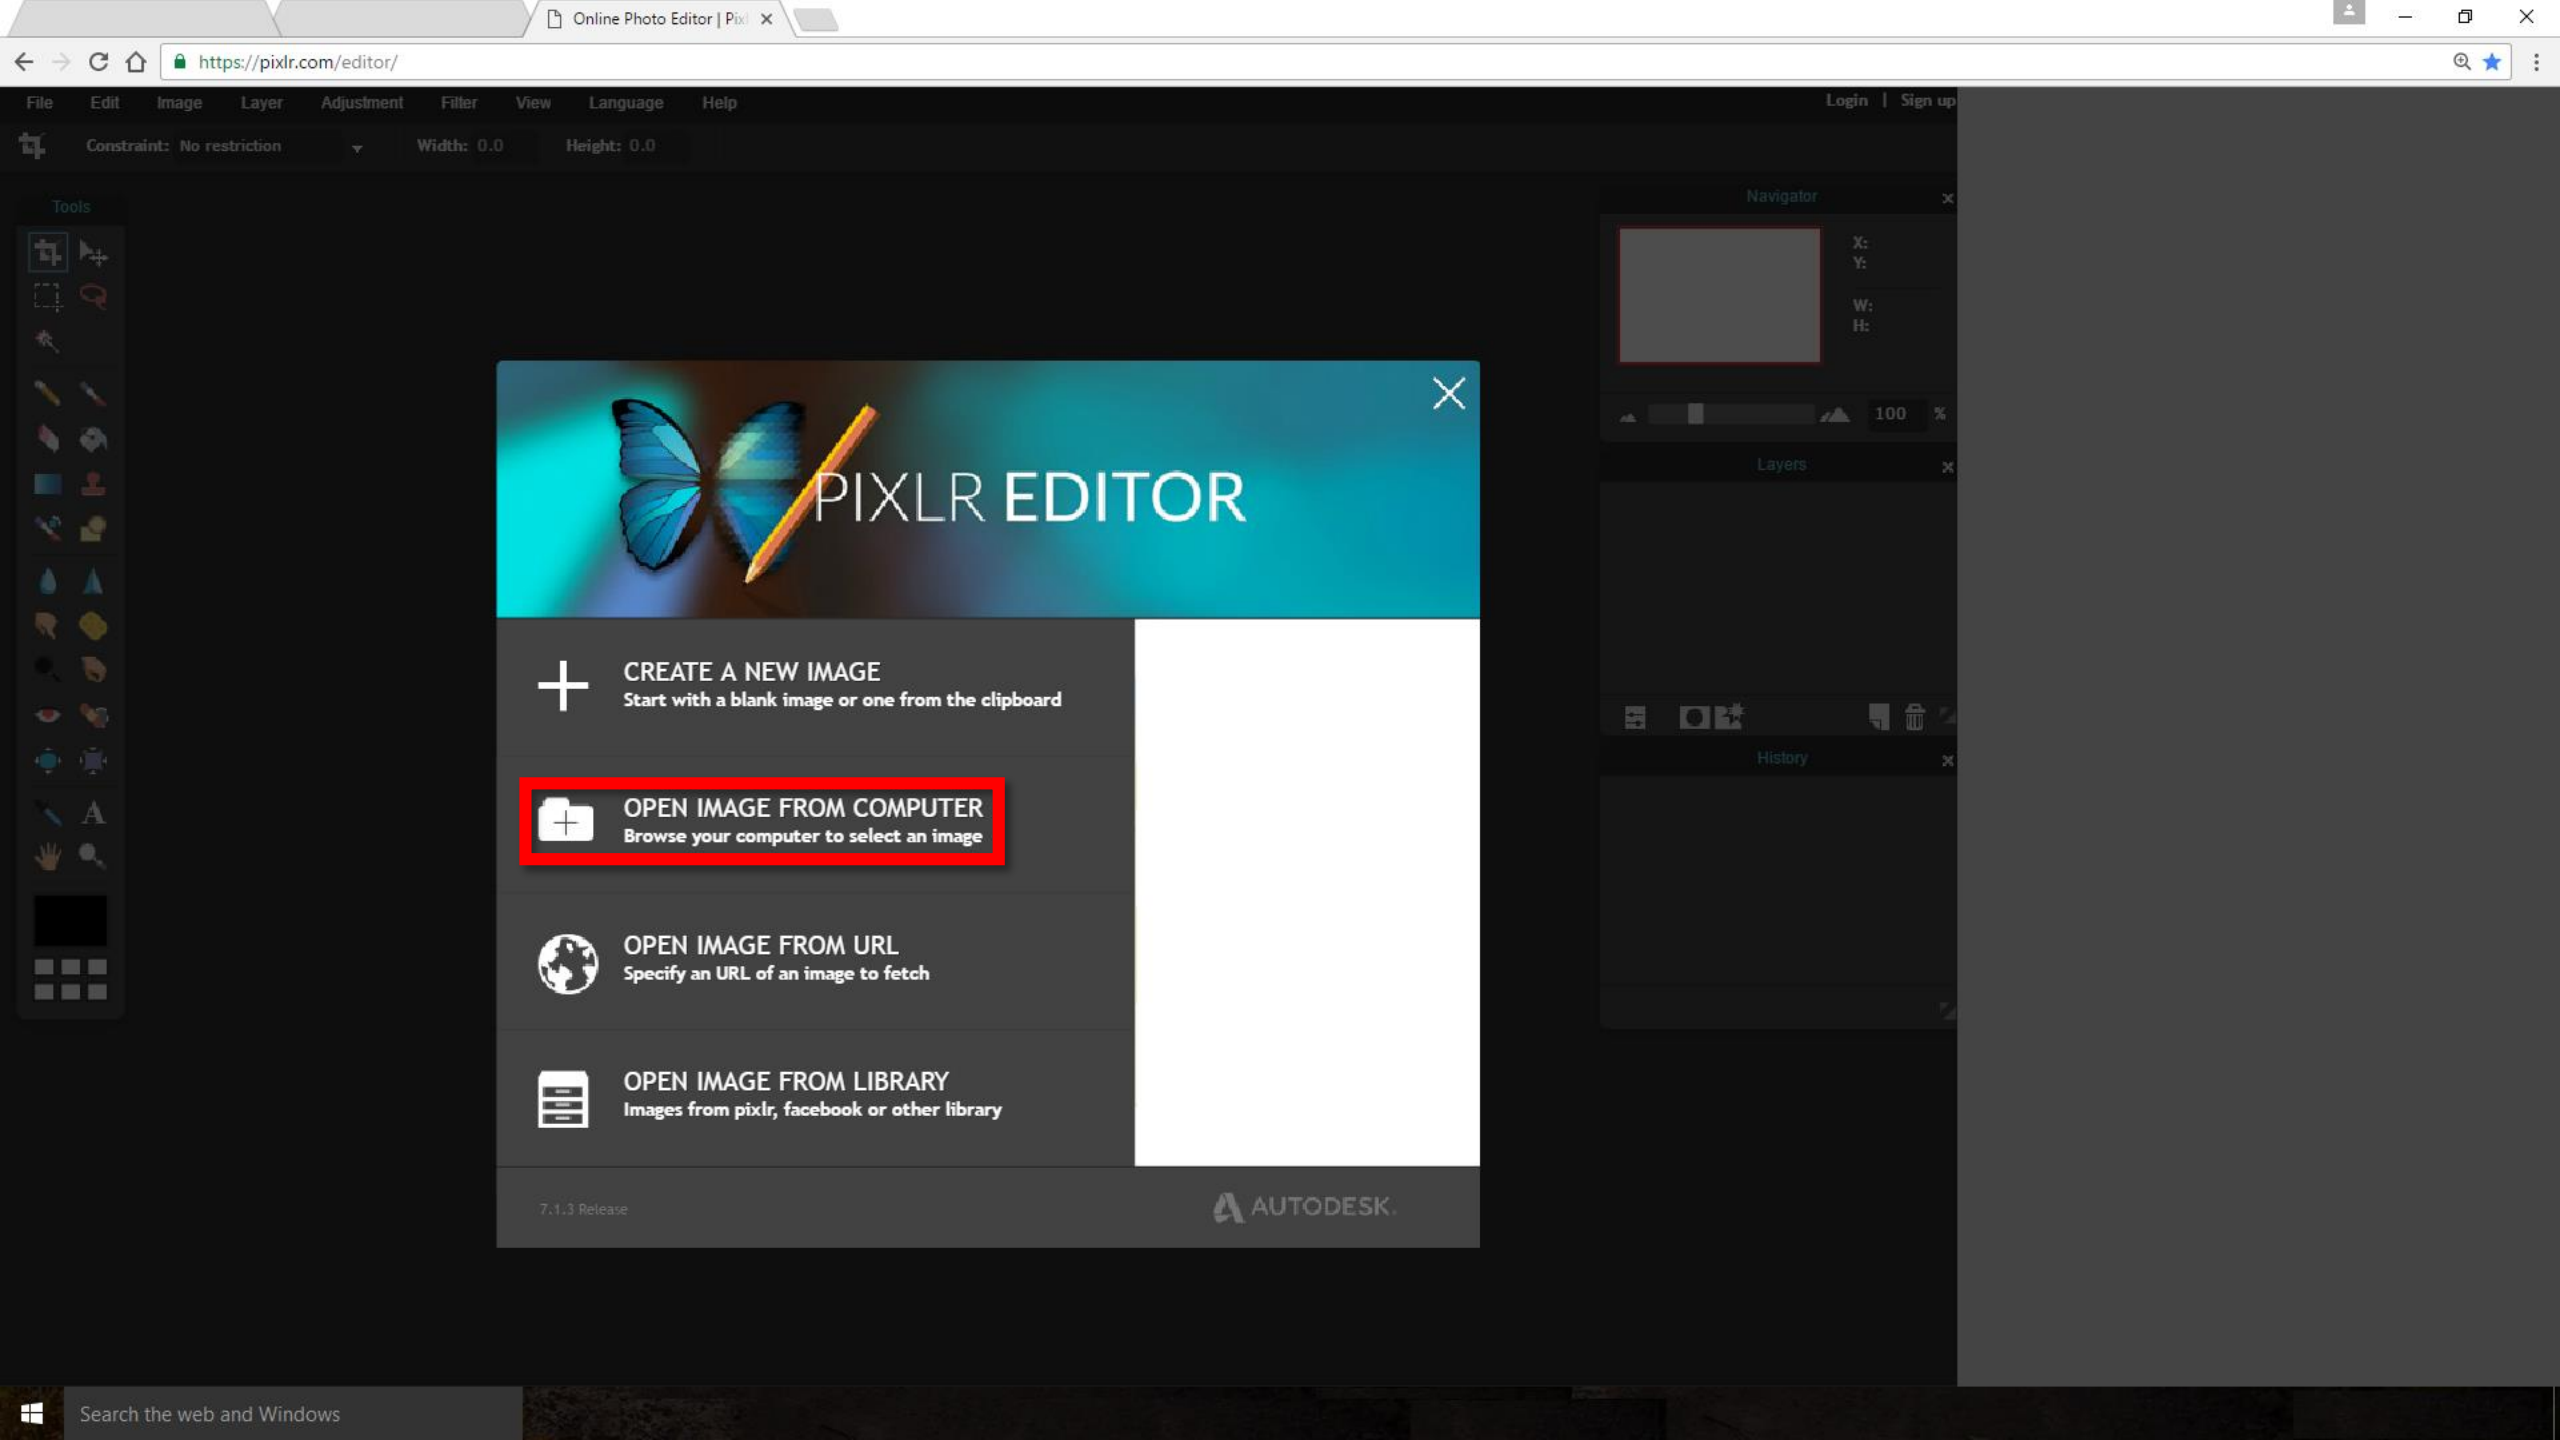 Online Photo Editor | Pix
https://pixlr.com/editor/
File Edit Image Layer Adjustment Filter View Language Help
Login | Sign up
Constraint: No restriction Width: 0.0 Height: 0.0
Tools
Navigator
X:
Y:
W:
H:
100 %
Layers
History
A
PIXLR EDITOR
CREATE A NEW IMAGE
Start with a blank image or one from the clipboard
OPEN IMAGE FROM COMPUTER
Browse your computer to select an image
OPEN IMAGE FROM URL
Specify an URL of an image to fetch
OPEN IMAGE FROM LIBRARY
Images from pixlr, facebook or other library
7.1.3 Release
AUTODESK.
Search the web and Windows